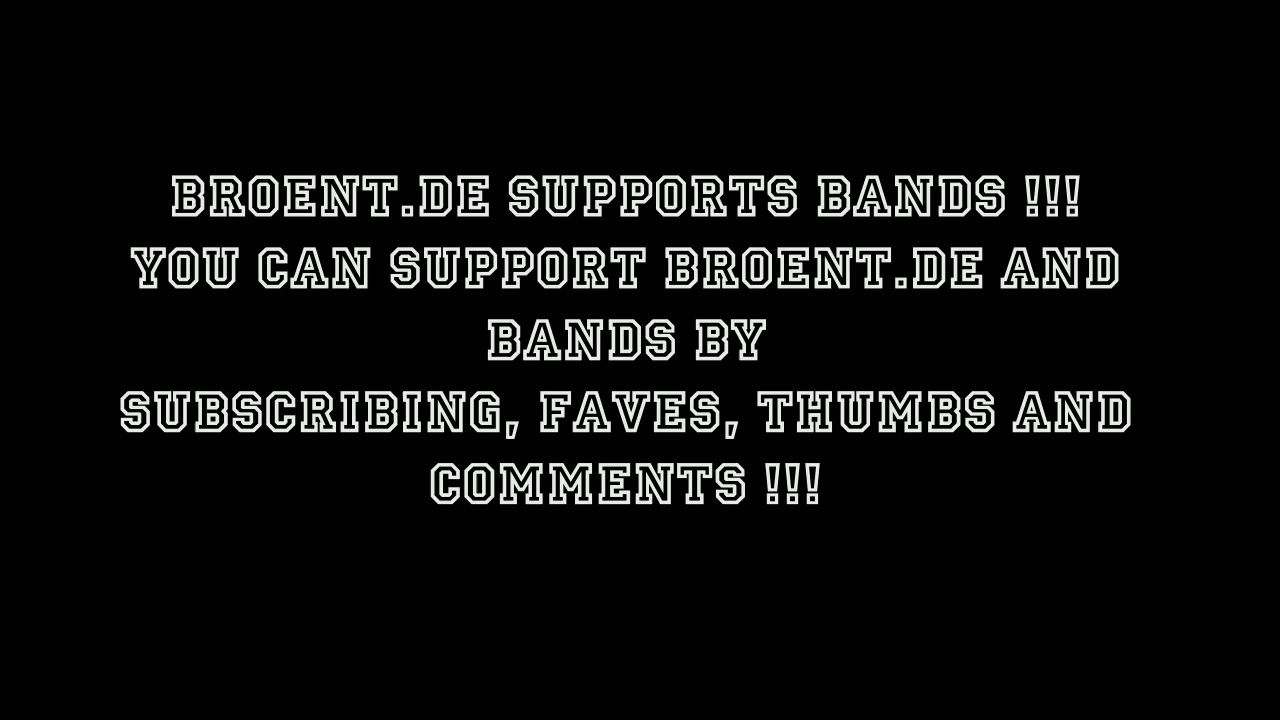 BROENT.DE SUPPORTS BANDS !!!
YOU CAN SUPPORT BROENT.DE AND
BANDS BY
SUBSCRIBING, FAVES, THUMBS AND
COMMENTS !!!